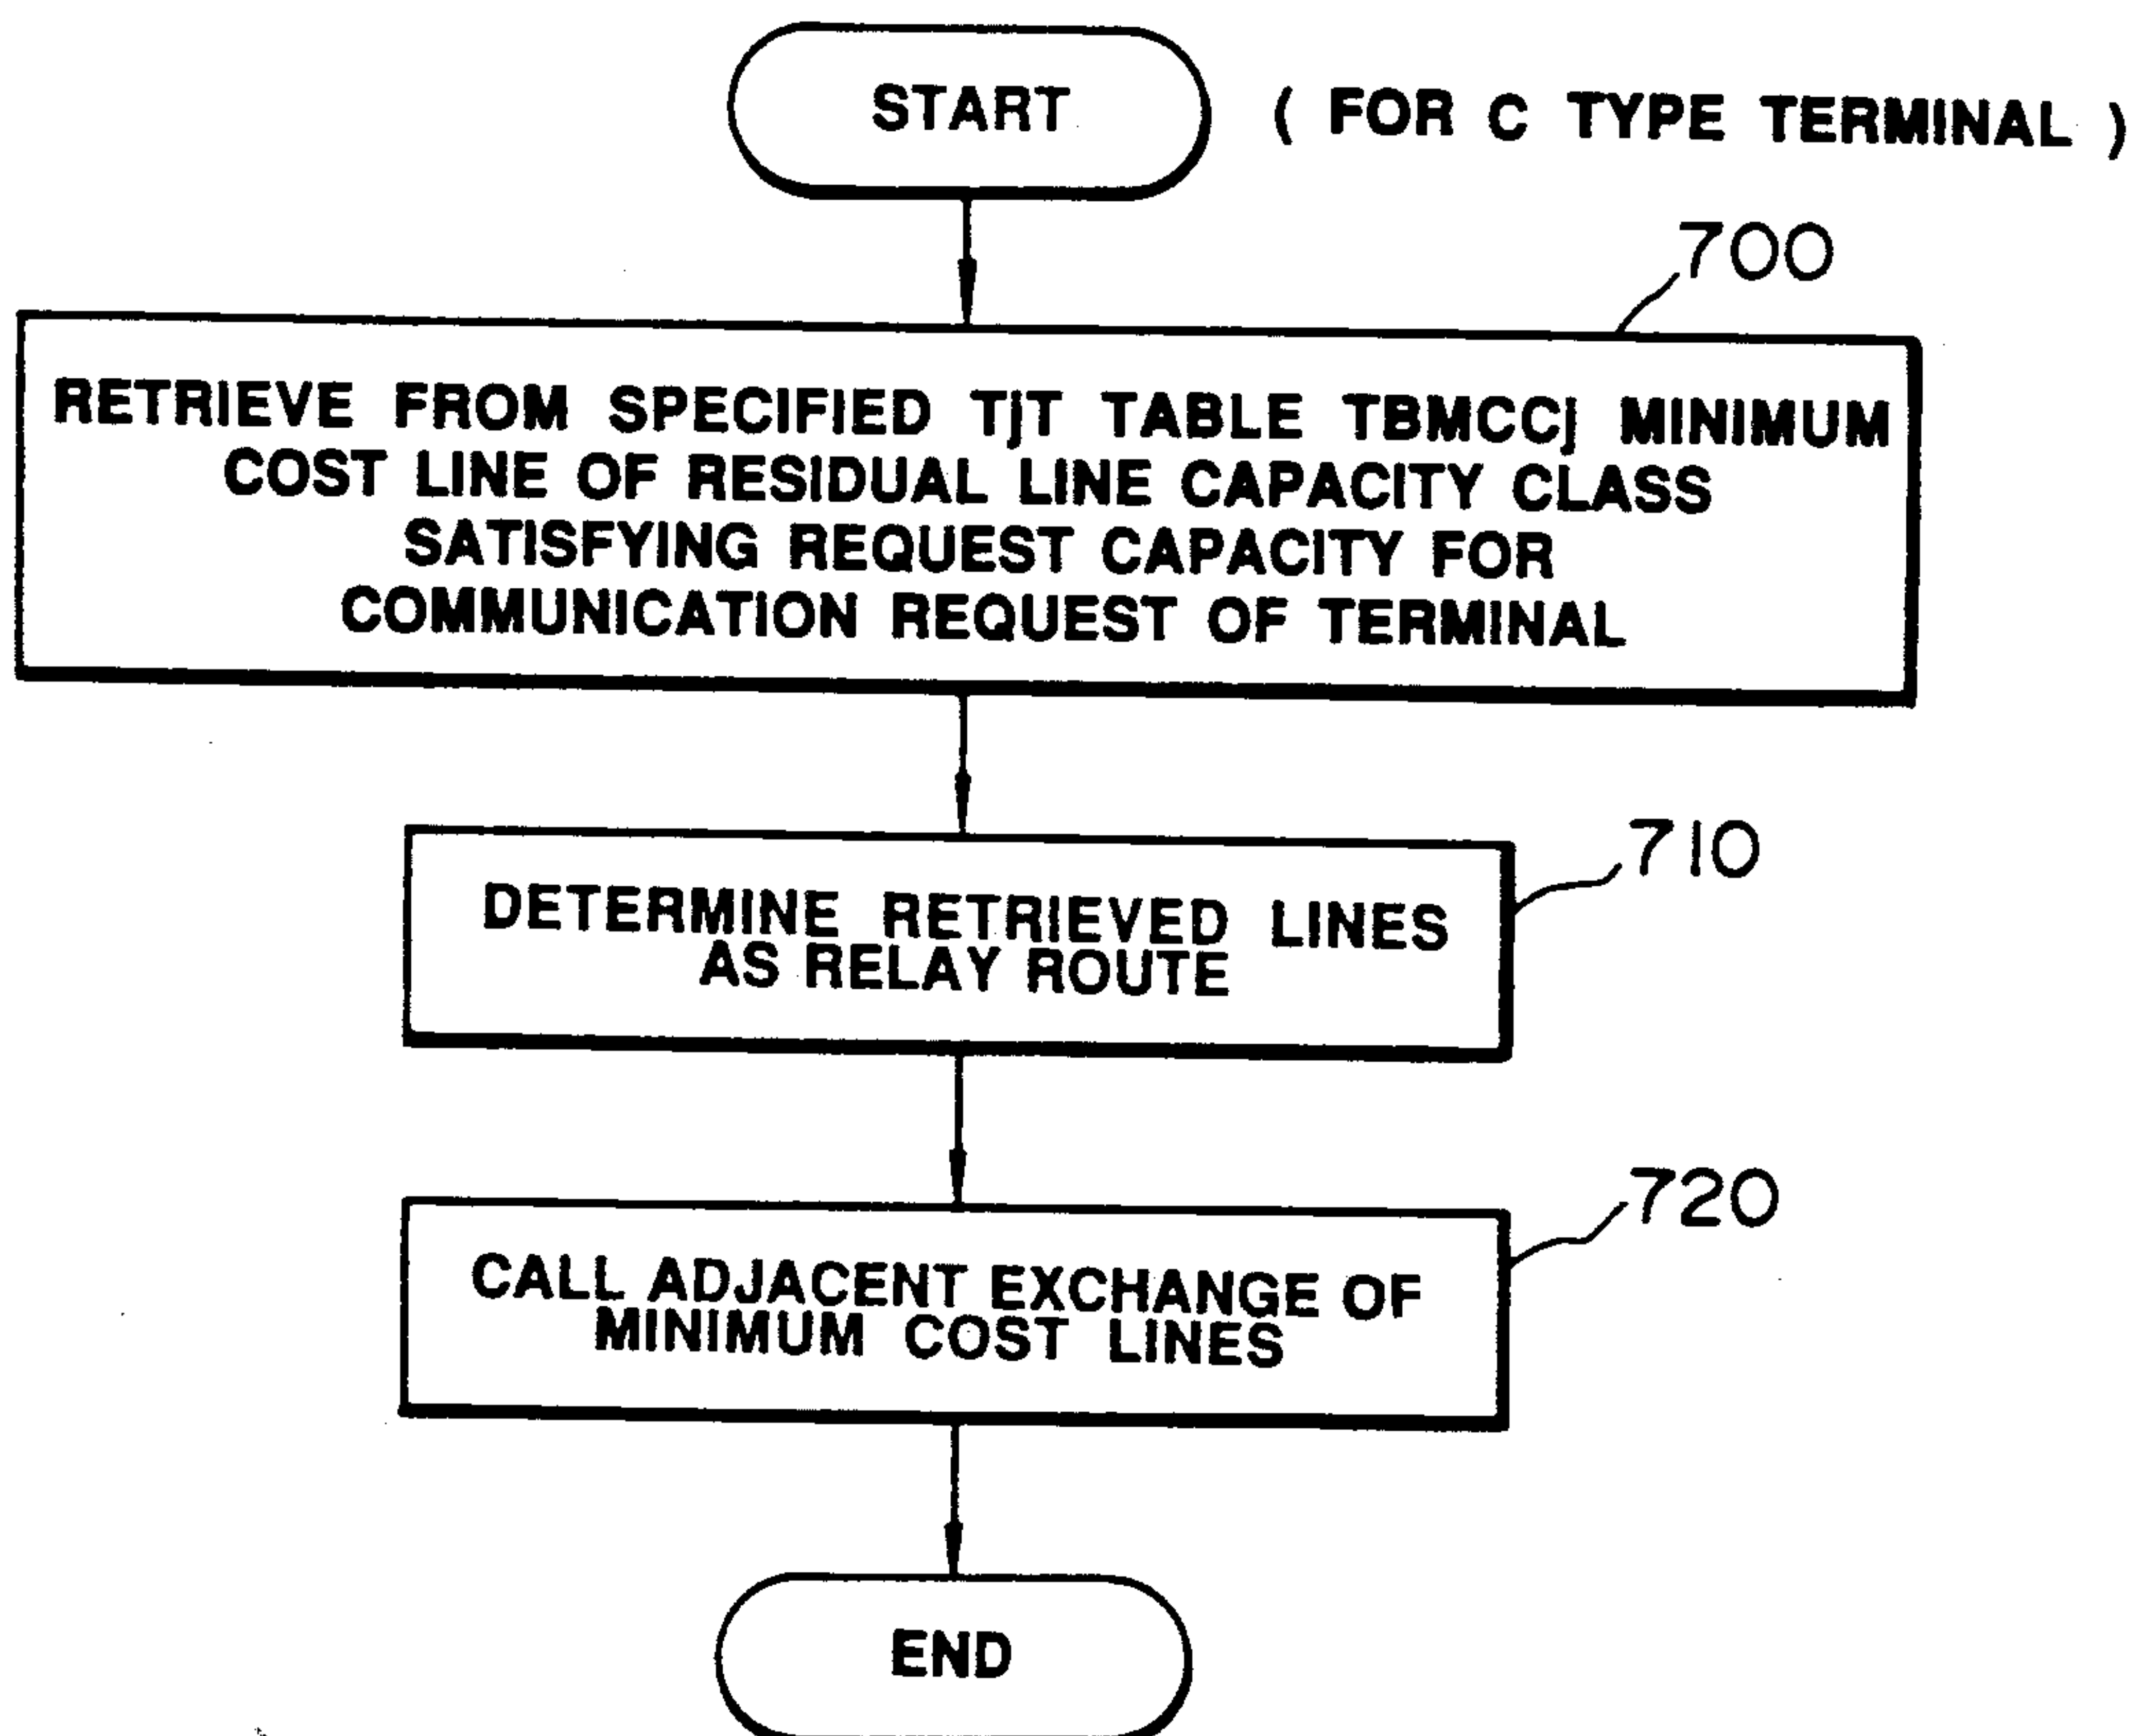 START
( FOR C TYPE TERMINAL )
700
RETRIEVE FROM SPECIFIED TjT TABLE TBMCCj MINIMUM
COST LINE OF RESIDUAL LINE CAPACITY CLASS
SATISFYING REQUEST CAPACITY FOR
COMMUNICATION REQUEST OF TERMINAL
710
DETERMINE RETRIEVED LINES
AS RELAY ROUTE
720
CALL ADJACENT EXCHANGE OF
MINIMUM COST LINES
END